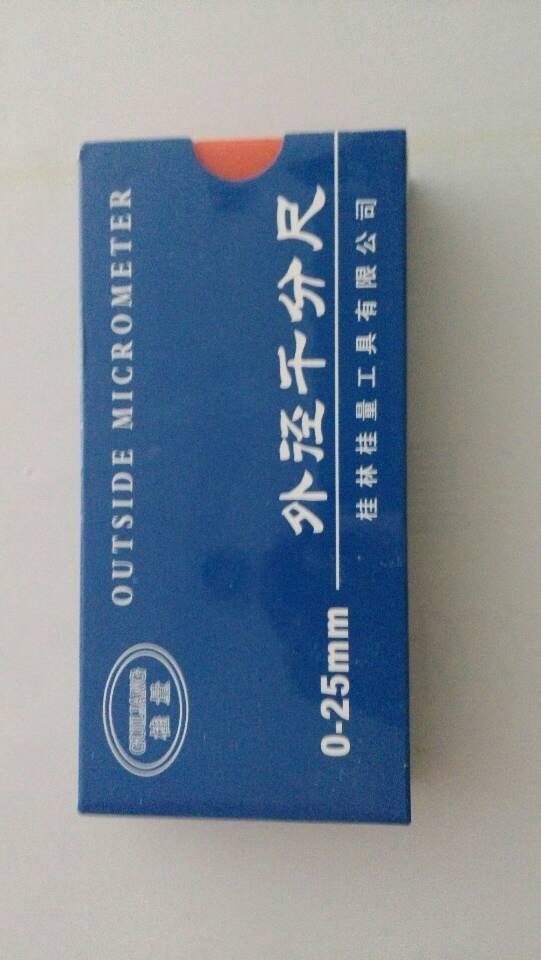 OUTSIDE MICROMETER
GUILIANG
桂量
外径千分尺
0-25mm
桂林桂量工具有限公司